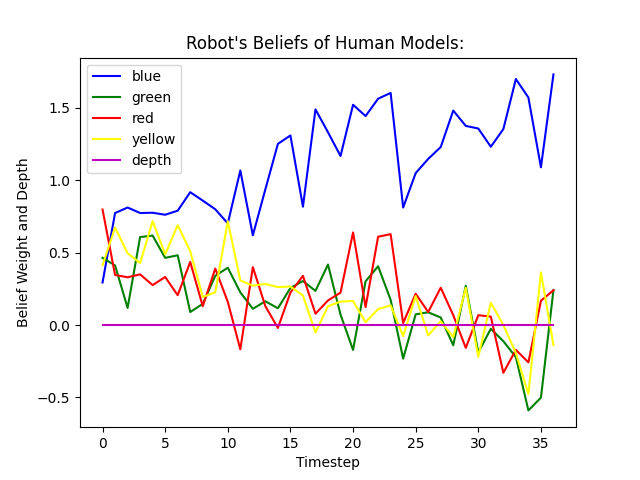 Robot's Beliefs of Human Models:
blue
green
red
yellow
depth
Belief Weight and Depth
1.5
1.0
0.5
0.0
−0.5
0 5 10 15 20 25 30 35
Timestep